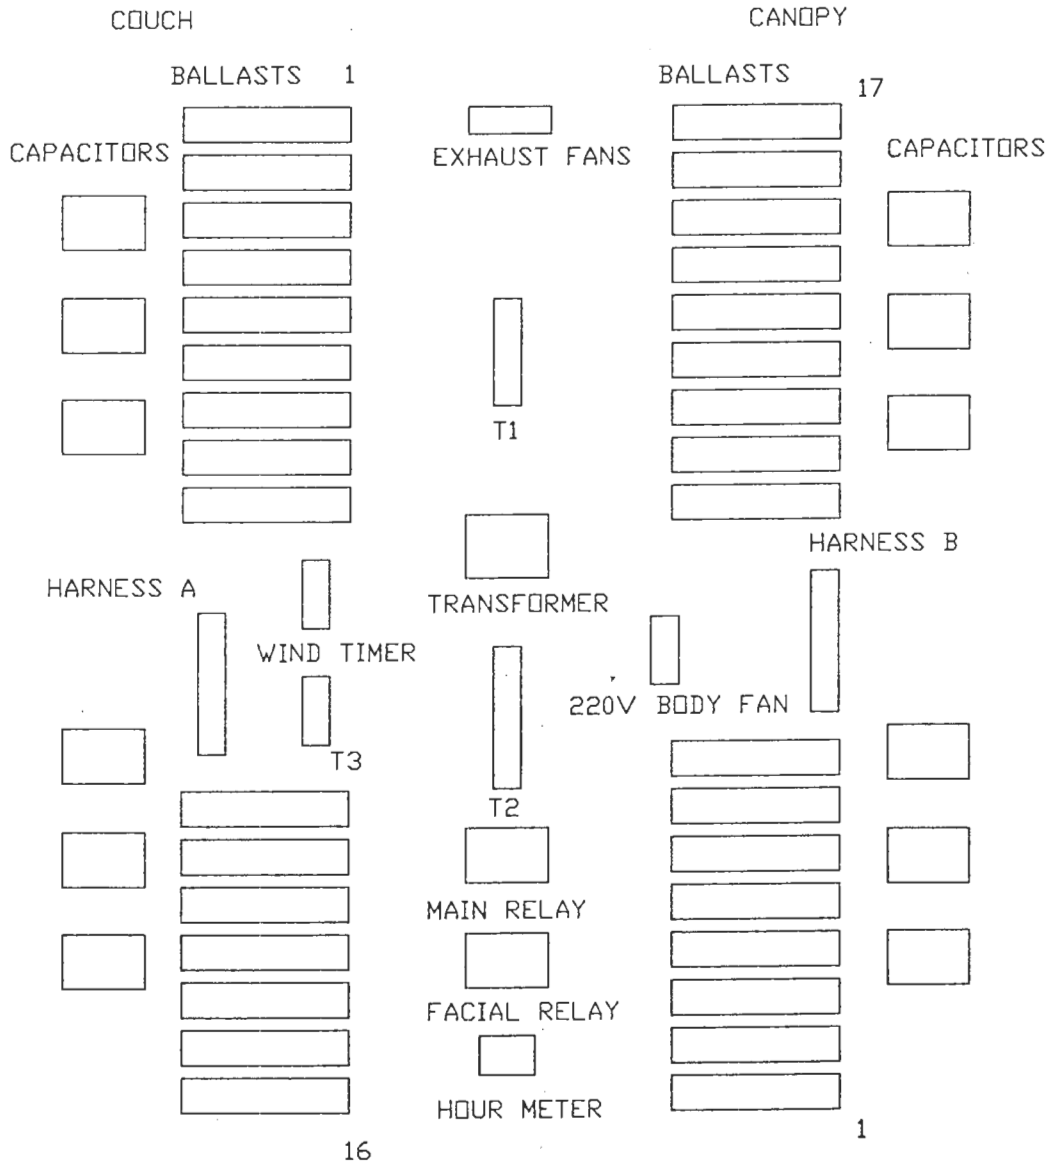 COUCH
CANOPY
BALLASTS 1
BALLASTS
17
CAPACITORS
EXHAUST FANS
CAPACITORS
T1
HARNESS B
HARNESS A
TRANSFORMER
WIND TIMER
220V BODY FAN
T3
T2
MAIN RELAY
FACIAL RELAY
HOUR METER
1
16